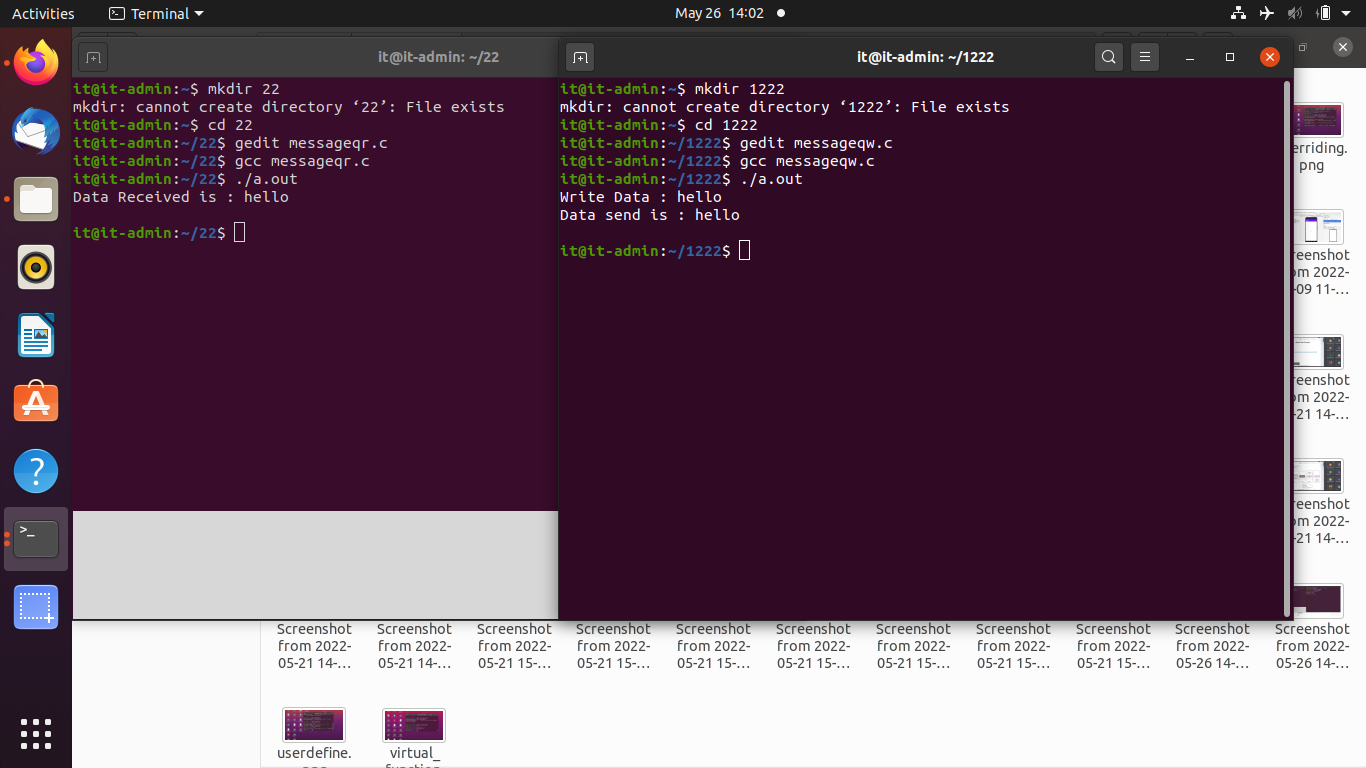 Activities
Terminal
May 26 14:02
it@it-admin: ~/22
it@it-admin:~$ mkdir 22
mkdir: cannot create directory ‘22’: File exists
it@it-admin:~$ cd 22
it@it-admin:~/22$ gedit messageqr.c
it@it-admin:~/22$ gcc messageqr.c
it@it-admin:~/22$ ./a.out
Data Received is : hello
it@it-admin:~/22$
it@it-admin: ~/1222
it@it-admin:~$ mkdir 1222
mkdir: cannot create directory ‘1222’: File exists
it@it-admin:~$ cd 1222
it@it-admin:~/1222$ gedit messageqw.c
it@it-admin:~/1222$ gcc messageqw.c
it@it-admin:~/1222$ ./a.out
Write Data : hello
Data send is : hello
it@it-admin:~/1222$
erriding.
png
reenshot
om 2022-
-09 11-…
reenshot
om 2022-
-21 14-…
reenshot
om 2022-
-21 14-…
Screenshot
from 2022-
05-21 14-…
Screenshot
from 2022-
05-21 14-…
Screenshot
from 2022-
05-21 15-…
Screenshot
from 2022-
05-21 15-…
Screenshot
from 2022-
05-21 15-…
Screenshot
from 2022-
05-21 15-…
Screenshot
from 2022-
05-21 15-…
Screenshot
from 2022-
05-21 15-…
Screenshot
from 2022-
05-21 15-…
Screenshot
from 2022-
05-26 14-…
Screenshot
from 2022-
05-26 14-…
userdefine.
virtual_